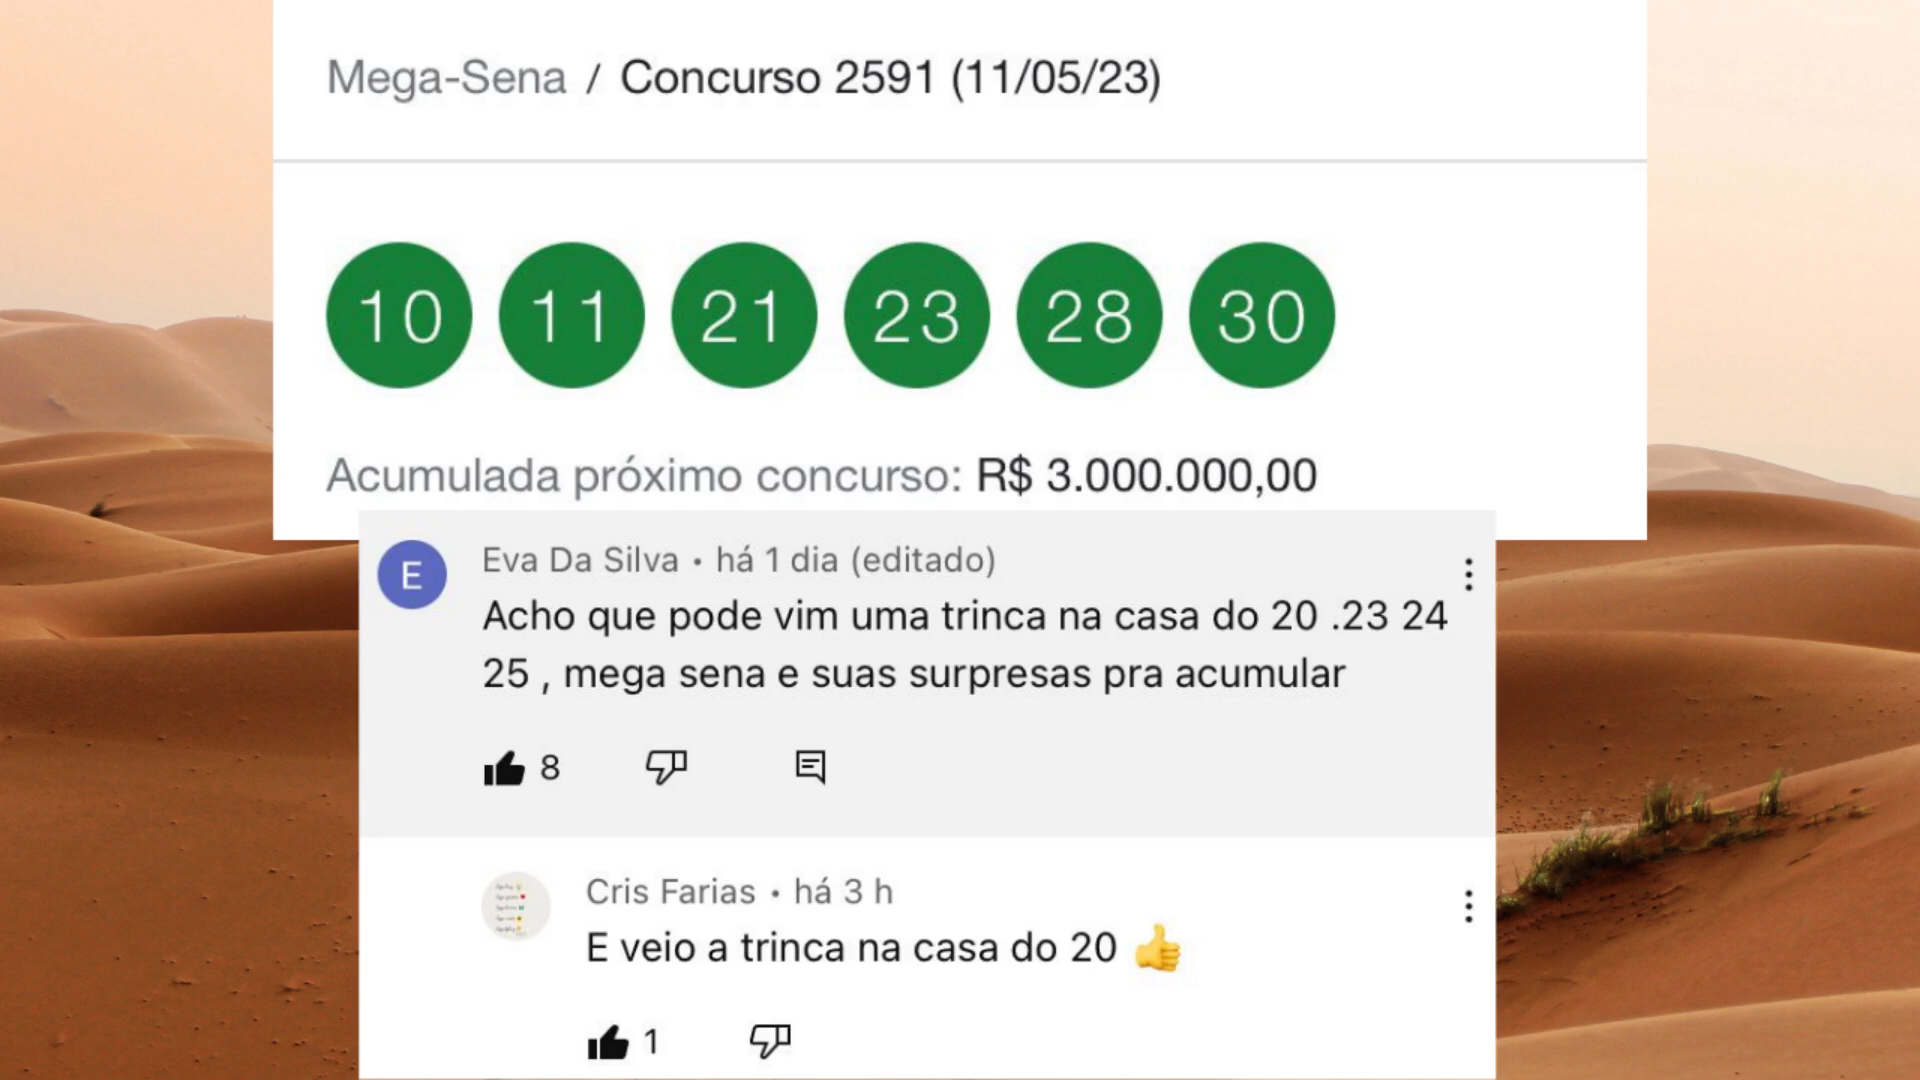 Mega-Sena / Concurso 2591 (11/05/23)
10 11 21 23 28 30
Acumulada próximo concurso: R$ 3.000.000,00
E
Eva Da Silva • há 1 dia (editado)
Acho que pode vim uma trinca na casa do 20 .23 24
25 , mega sena e suas surpresas pra acumular
8
Cris Farias • há 3 h
E veio a trinca na casa do 20 👍
1